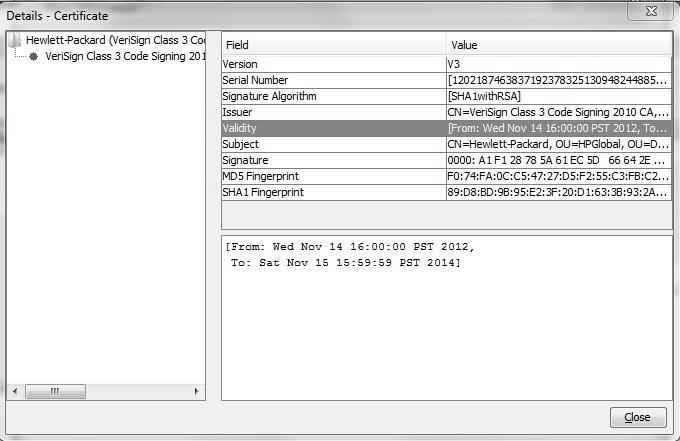 Details - Certificate
Hewlett-Packard (VeriSign Class 3 Co
VeriSign Class 3 Code Signing 201
Field Value
Version V3
Serial Number [120218746383719237832513094824485...
Signature Algorithm [SHA1withRSA]
Issuer CN=VeriSign Class 3 Code Signing 2010 CA,...
Validity [From: Wed Nov 14 16:00:00 PST 2012, To...
Subject CN=Hewlett-Packard, OU=HPGlobal, OU=D...
Signature 0000: A1 F1 28 78 5A 61 EC 5D 66 64 2E ...
MD5 Fingerprint F0:74:FA:0C:C5:47:27:D5:F2:55:C3:FB:C2...
SHA1 Fingerprint 89:D8:BD:9B:95:E2:3F:20:D1:63:3B:93:2A...
[From: Wed Nov 14 16:00:00 PST 2012,
To: Sat Nov 15 15:59:59 PST 2014]
Close